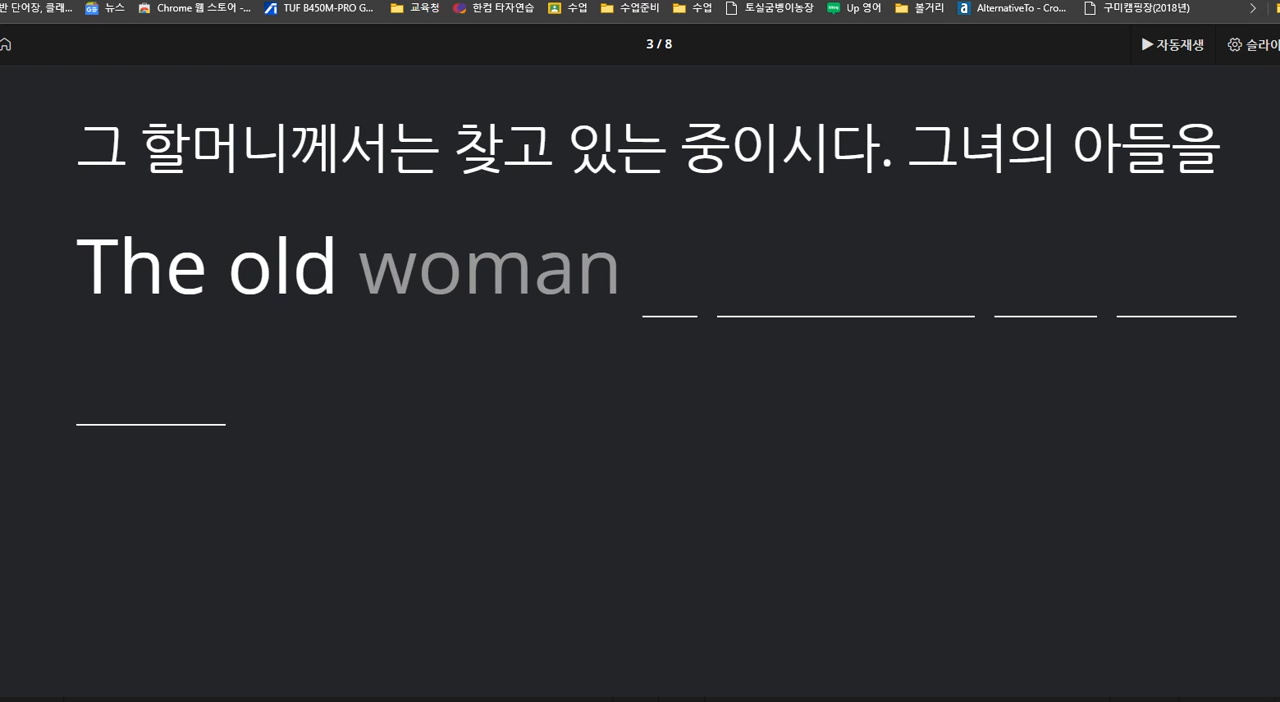 반 단어장, 클래... 뉴스 Chrome 웹 스토어 -... TUF B450M-PRO G... 교육청 한컴 타자연습 수업 수업준비 수업 토실굼벵이농장 Up 영어 볼거리 AlternativeTo - Cro... 구미캠핑장(2018년)
3 / 8 자동재생 슬라이
그 할머니께서는 찾고 있는 중이시다. 그녀의 아들을
The old woman